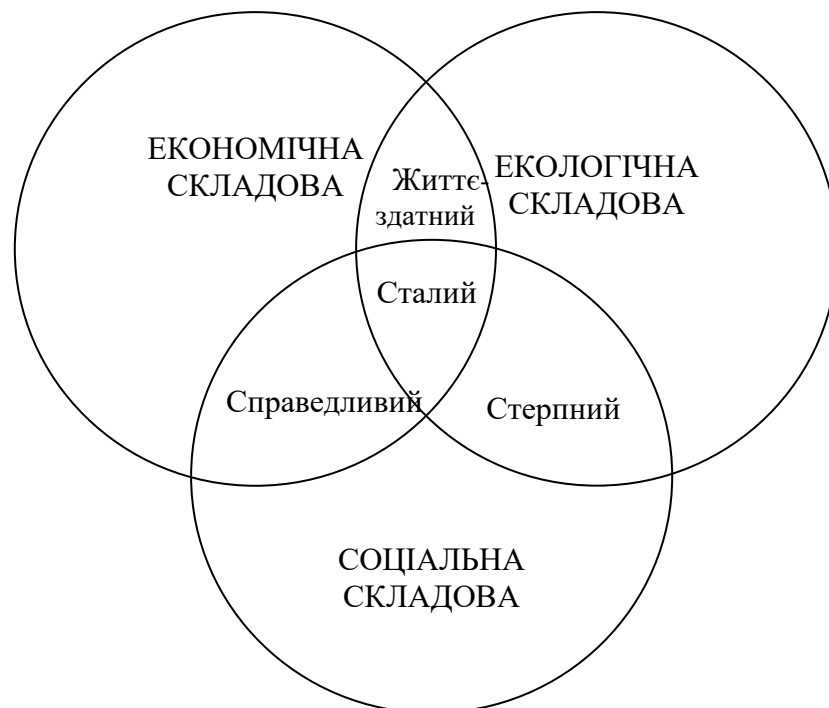 ЕКОНОМІЧНА
СКЛАДОВА
ЕКОЛОГІЧНА
СКЛАДОВА
Життє-
здатний
Сталий
Справедливий
Стерпний
СОЦІАЛЬНА
СКЛАДОВА